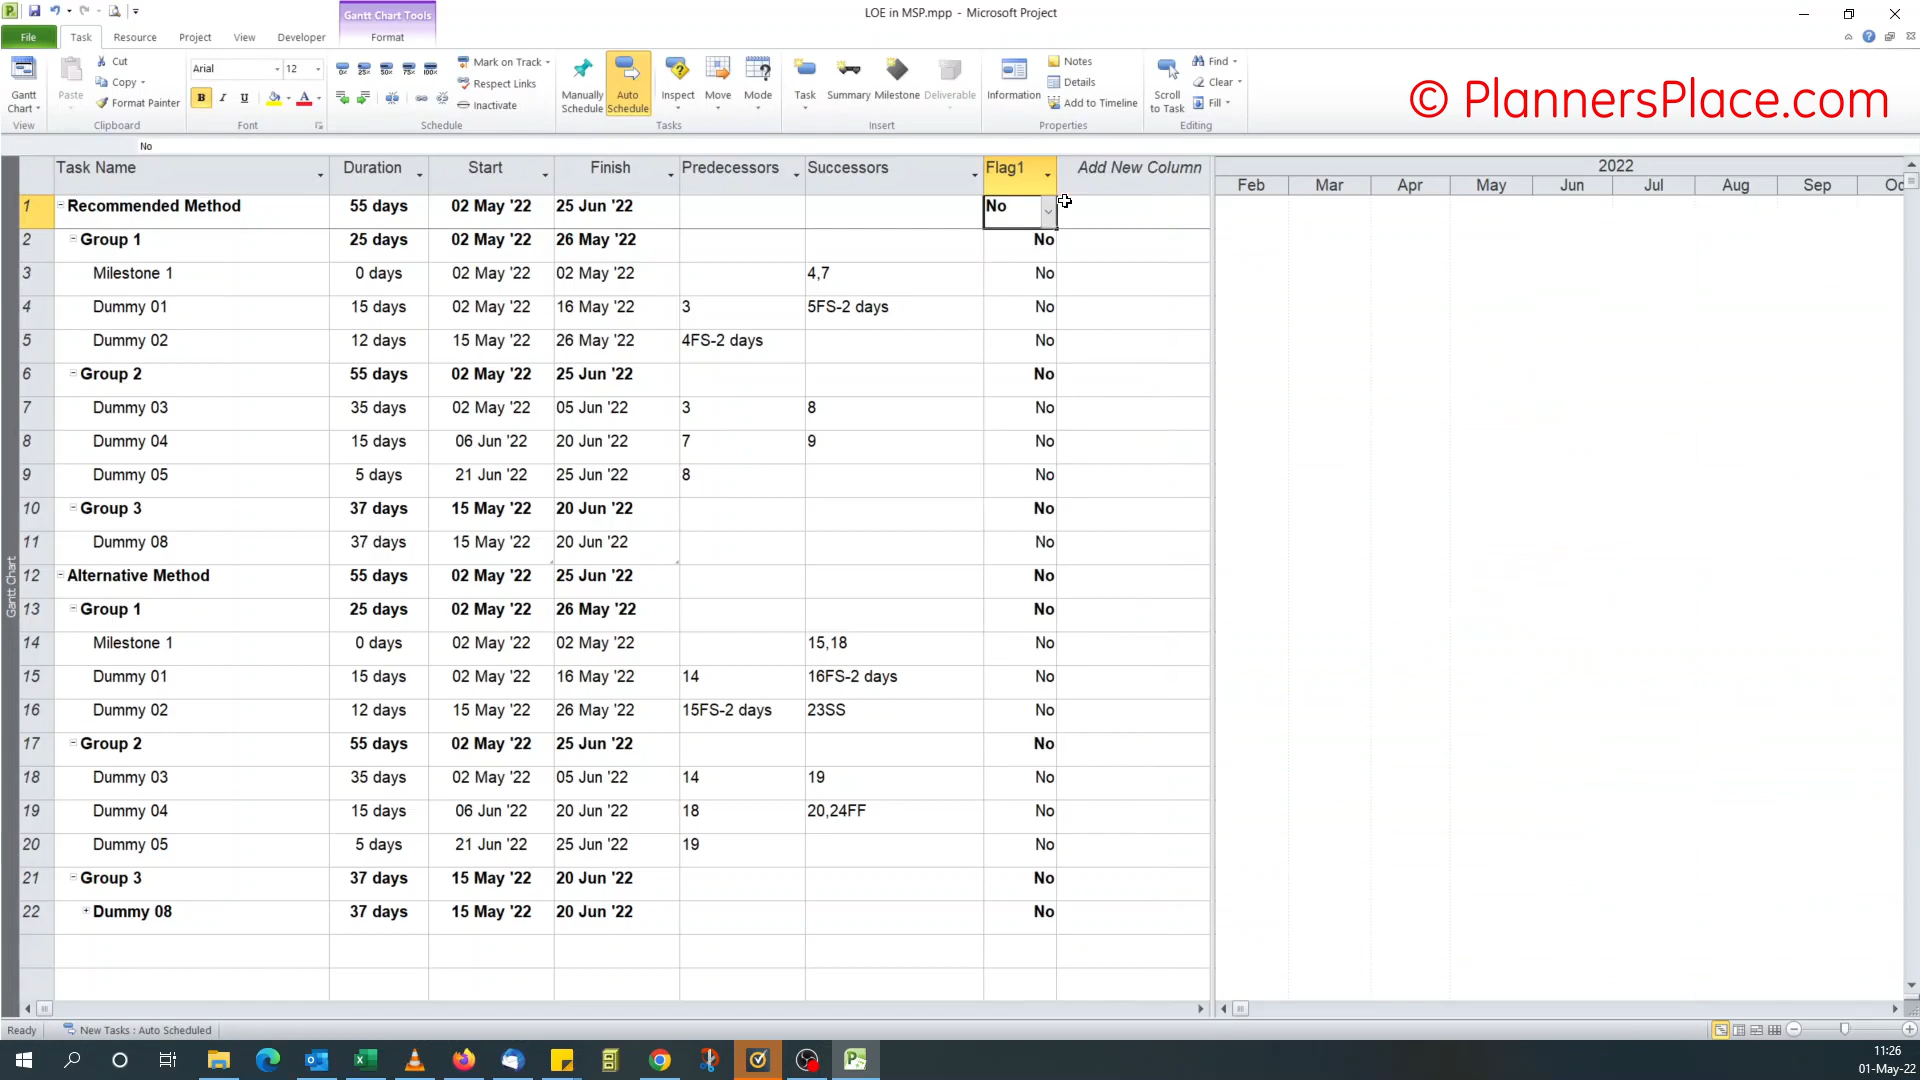 LOE in MSP.mpp - Microsoft Project
Gantt Chart Tools
File Task Resource Project View Developer Format
Gantt Chart
View
Paste
Cut
Copy
Format Painter
Clipboard
Arial 12
B I U
Font
0% 25% 50% 75% 100%
Mark on Track
Respect Links
Inactivate
Schedule
Manually Schedule
Auto Schedule
Inspect
Move
Mode
Tasks
Task
Summary
Milestone
Deliverable
Insert
Information
Notes
Details
Add to Timeline
Properties
Scroll to Task
Find
Clear
Fill
Editing
© PlannersPlace.com
No
Task Name Duration Start Finish Predecessors Successors Flag1 Add New Column
2022
Feb Mar Apr May Jun Jul Aug Sep Oc
1 Recommended Method 55 days 02 May '22 25 Jun '22 No
2 Group 1 25 days 02 May '22 26 May '22 No
3 Milestone 1 0 days 02 May '22 02 May '22 4,7 No
4 Dummy 01 15 days 02 May '22 16 May '22 3 5FS-2 days No
5 Dummy 02 12 days 15 May '22 26 May '22 4FS-2 days No
6 Group 2 55 days 02 May '22 25 Jun '22 No
7 Dummy 03 35 days 02 May '22 05 Jun '22 3 8 No
8 Dummy 04 15 days 06 Jun '22 20 Jun '22 7 9 No
9 Dummy 05 5 days 21 Jun '22 25 Jun '22 8 No
10 Group 3 37 days 15 May '22 20 Jun '22 No
11 Dummy 08 37 days 15 May '22 20 Jun '22 No
12 Alternative Method 55 days 02 May '22 25 Jun '22 No
13 Group 1 25 days 02 May '22 26 May '22 No
14 Milestone 1 0 days 02 May '22 02 May '22 15,18 No
15 Dummy 01 15 days 02 May '22 16 May '22 14 16FS-2 days No
16 Dummy 02 12 days 15 May '22 26 May '22 15FS-2 days 23SS No
17 Group 2 55 days 02 May '22 25 Jun '22 No
18 Dummy 03 35 days 02 May '22 05 Jun '22 14 19 No
19 Dummy 04 15 days 06 Jun '22 20 Jun '22 18 20,24FF No
20 Dummy 05 5 days 21 Jun '22 25 Jun '22 19 No
21 Group 3 37 days 15 May '22 20 Jun '22 No
22 Dummy 08 37 days 15 May '22 20 Jun '22 No
Gantt Chart
Ready New Tasks : Auto Scheduled
11:26
01-May-22